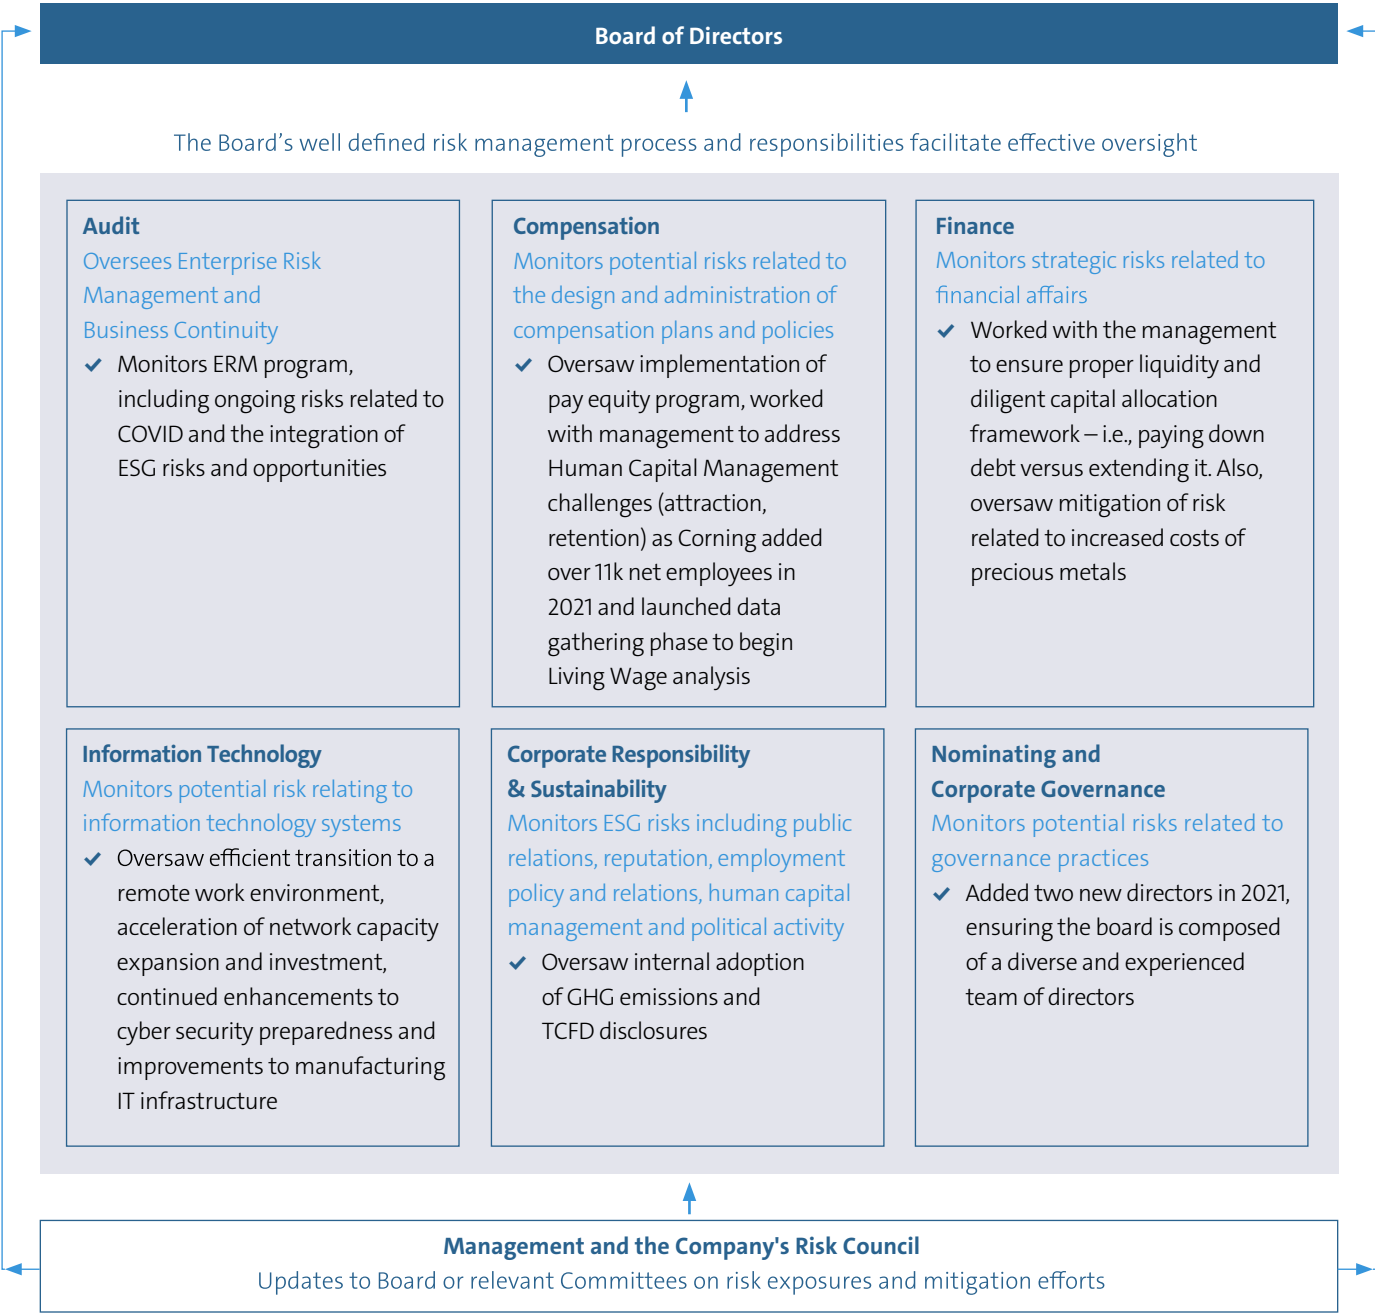 Board of Directors
The Board’s well defined risk management process and responsibilities facilitate effective oversight
Audit
Oversees Enterprise Risk
Management and
Business Continuity
Monitors ERM program,
including ongoing risks related to
COVID and the integration of
ESG risks and opportunities
Compensation
Monitors potential risks related to
the design and administration of
compensation plans and policies
Oversaw implementation of
pay equity program, worked
with management to address
Human Capital Management
challenges (attraction,
retention) as Corning added
over 11k net employees in
2021 and launched data
gathering phase to begin
Living Wage analysis
Finance
Monitors strategic risks related to
financial affairs
Worked with the management
to ensure proper liquidity and
diligent capital allocation
framework – i.e., paying down
debt versus extending it. Also,
oversaw mitigation of risk
related to increased costs of
precious metals
Information Technology
Monitors potential risk relating to
information technology systems
Oversaw efficient transition to a
remote work environment,
acceleration of network capacity
expansion and investment,
continued enhancements to
cyber security preparedness and
improvements to manufacturing
IT infrastructure
Corporate Responsibility
& Sustainability
Monitors ESG risks including public
relations, reputation, employment
policy and relations, human capital
management and political activity
Oversaw internal adoption
of GHG emissions and
TCFD disclosures
Nominating and
Corporate Governance
Monitors potential risks related to
governance practices
Added two new directors in 2021,
ensuring the board is composed
of a diverse and experienced
team of directors
Management and the Company's Risk Council
Updates to Board or relevant Committees on risk exposures and mitigation efforts